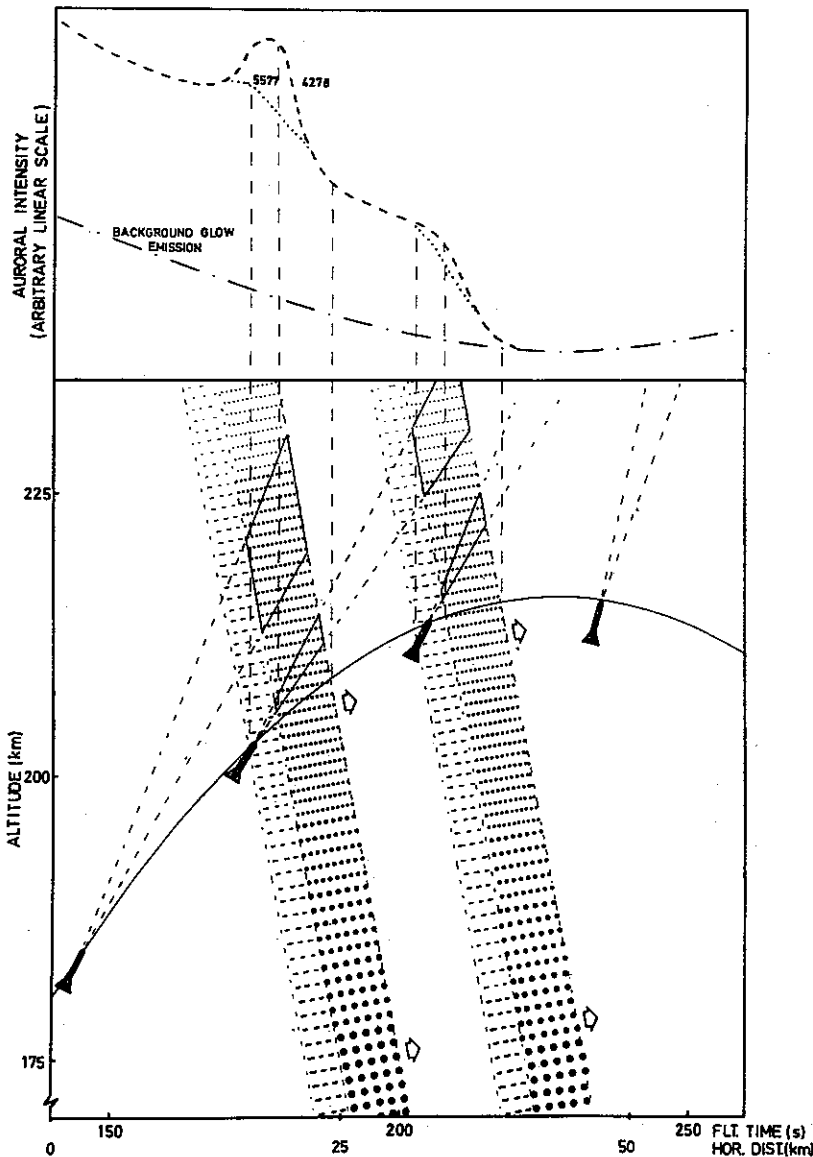 AURORAL INTENSITY
(ARBITRARY LINEAR SCALE)
5577 4278
BACKGROUND GLOW
EMISSION
ALTITUDE (km)
225
200
175
150 200 250 FLT. TIME (s)
0 25 50 HOR. DIST.(km)